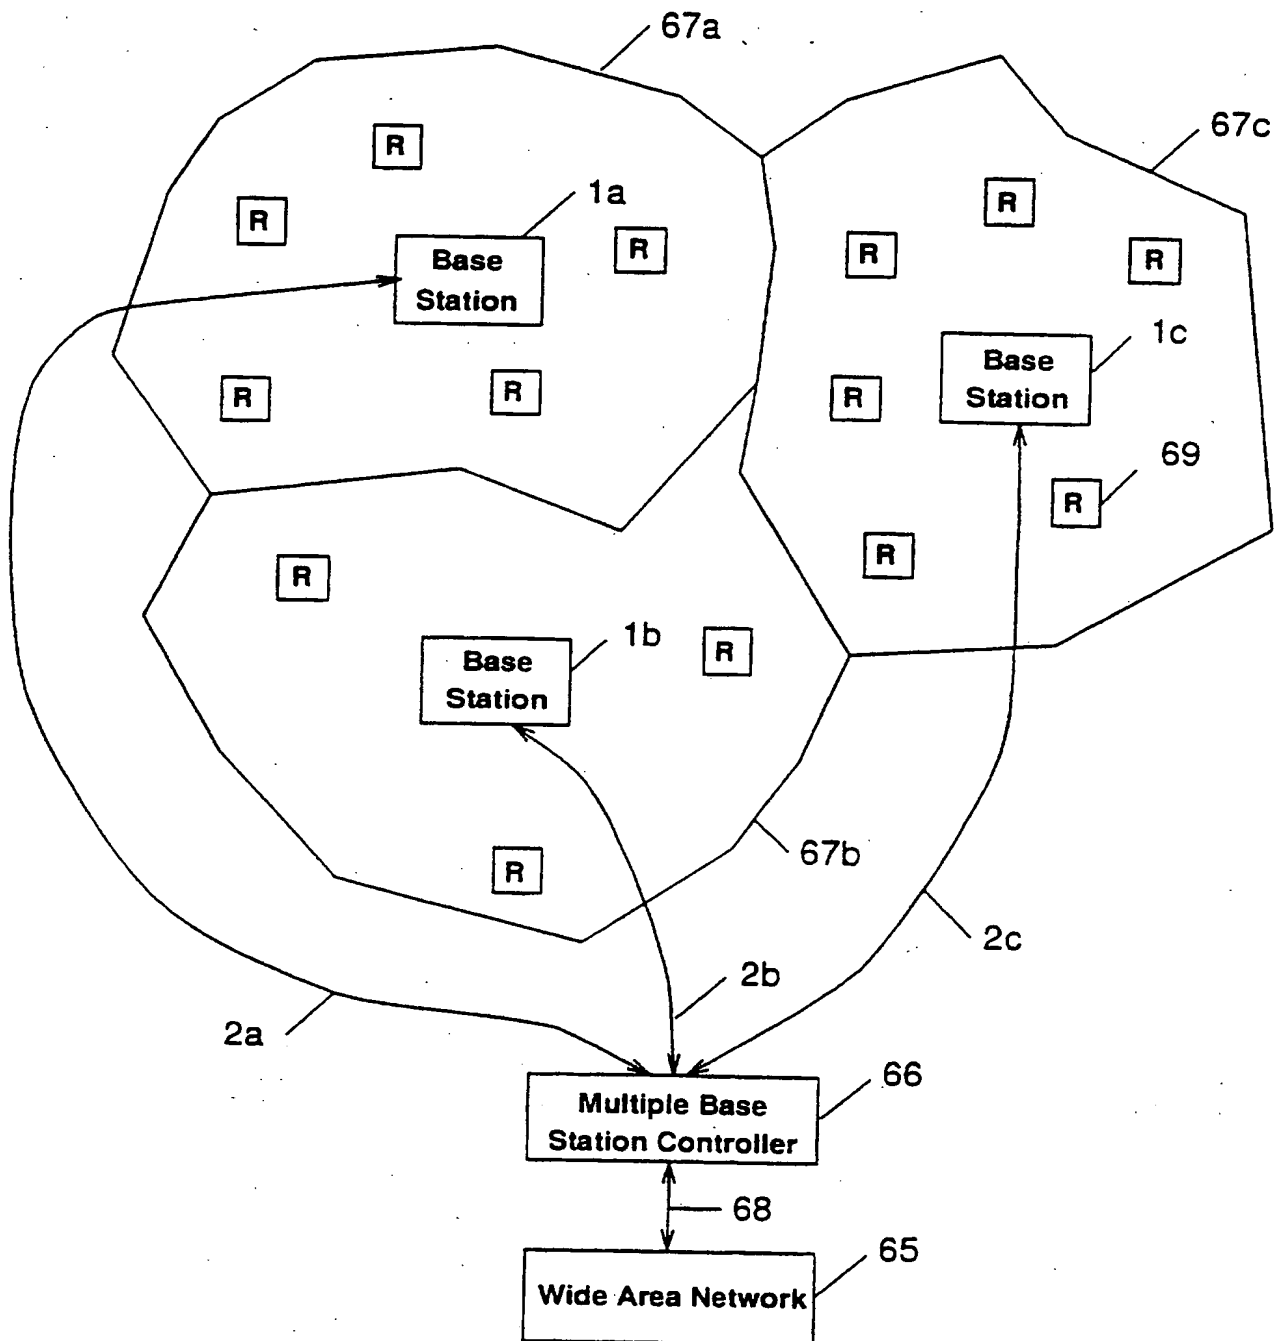 67a
67c
R
R
1a
R
R
R
R
Base
Station
1c
Base
Station
R
R
R
69
R
R
R
1b
Base
Station
R
67b
R
2c
2b
2a
66
Multiple Base
Station Controller
68
65
Wide Area Network